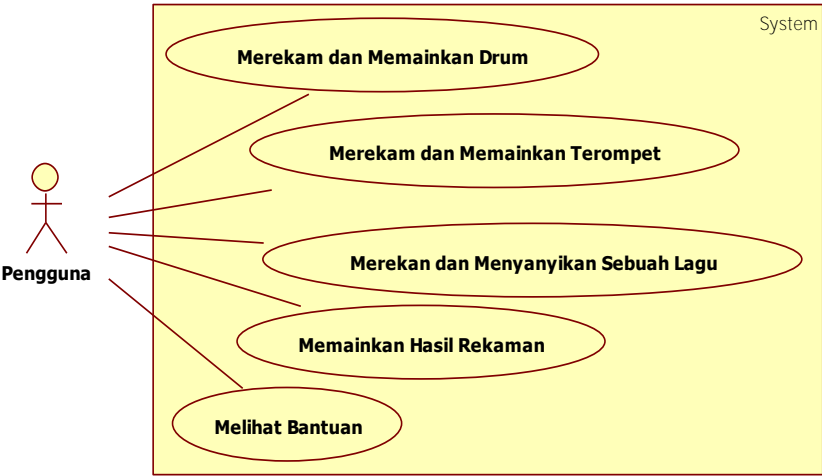 System
Merekam dan Memainkan Drum
Merekam dan Memainkan Terompet
Pengguna
Merekan dan Menyanyikan Sebuah Lagu
Memainkan Hasil Rekaman
Melihat Bantuan